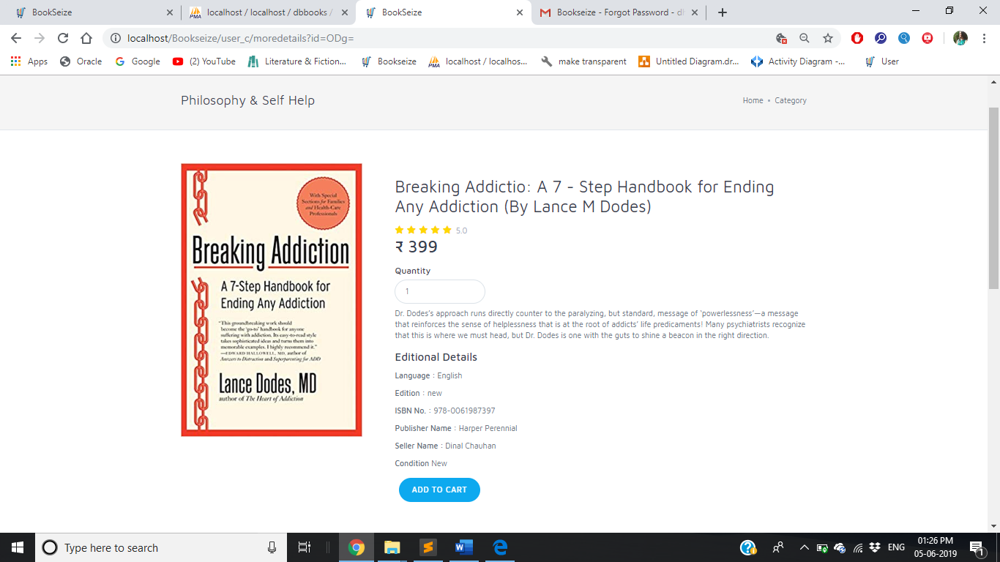 BookSeize
localhost / localhost / dbbooks /
BookSeize
Bookseize - Forgot Password - dh
localhost/Bookseize/user_c/moredetails?id=ODg=
Apps
Oracle
Google
(2) YouTube
Literature & Fiction...
Bookseize
localhost / localhos...
make transparent
Untitled Diagram.dr...
Activity Diagram -...
User
Philosophy & Self Help
Home • Category
With Special
Sections for Families
and Health-Care
Professionals
Breaking Addiction
A 7-Step Handbook for
Ending Any Addiction
"This groundbreaking work should
become the 'go-to' handbook for anyone
suffering with addiction. Its easy-to-read style
takes sophisticated ideas and turns them into
memorable examples. I highly recommend it."
—EDWARD HALLOWELL, MD, author of
Answers to Distraction and Superparenting for ADD
Lance Dodes, MD
author of The Heart of Addiction
Breaking Addictio: A 7 - Step Handbook for Ending
Any Addiction (By Lance M Dodes)
5.0
₹ 399
Quantity
1
Dr. Dodes's approach runs directly counter to the paralyzing, but standard, message of 'powerlessness'—a message
that reinforces the sense of helplessness that is at the root of addicts' life predicaments! Many psychiatrists recognize
that this is where we must head, but Dr. Dodes is one with the guts to shine a beacon in the right direction.
Editional Details
Language : English
Edition : new
ISBN No. : 978-0061987397
Publisher Name : Harper Perennial
Seller Name : Dinal Chauhan
Condition New
ADD TO CART
Type here to search
ENG
01:26 PM
05-06-2019
1